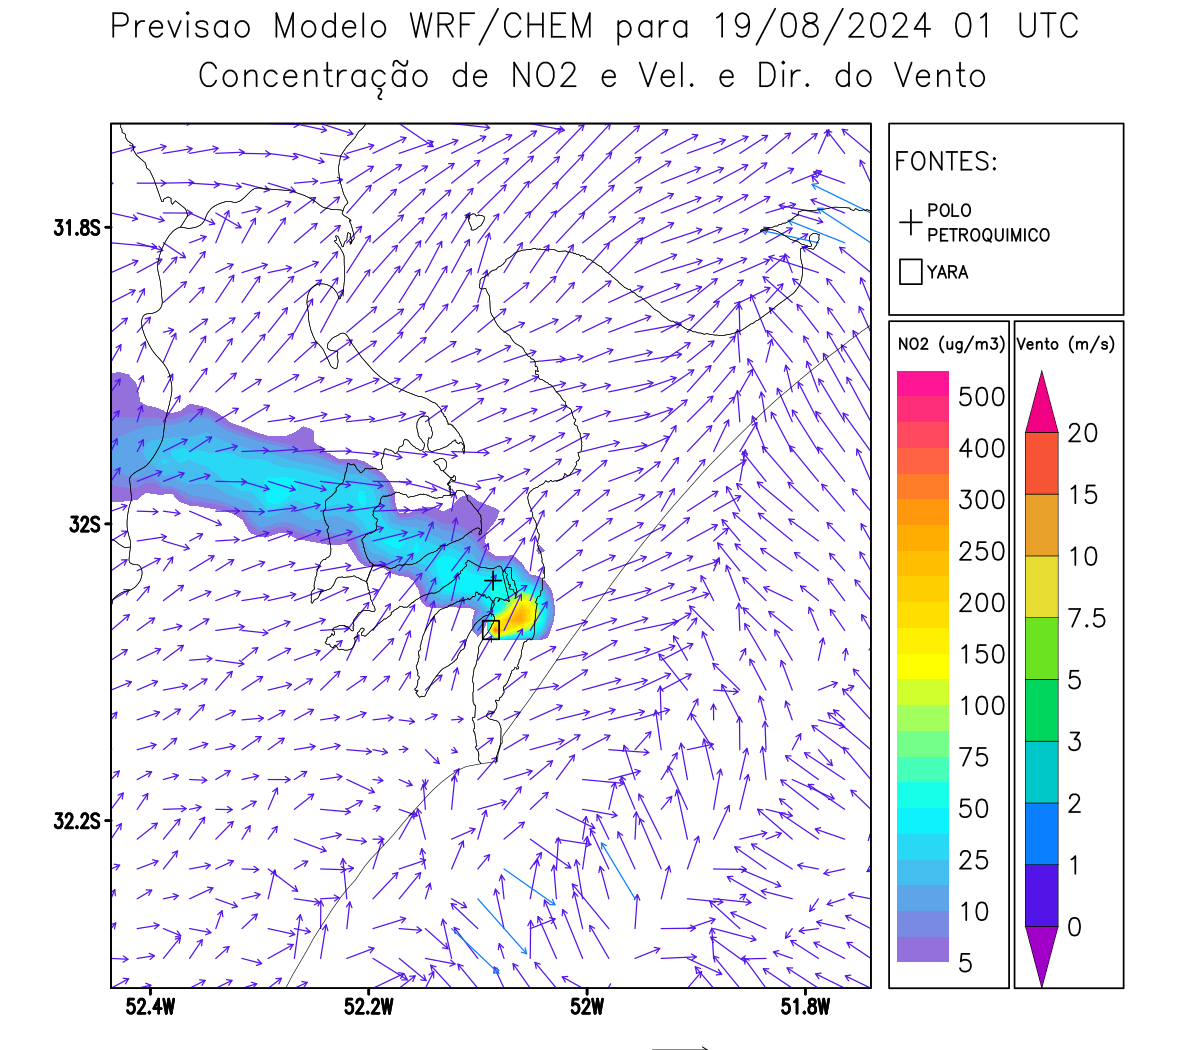 Previsao Modelo WRF/CHEM para 19/08/2024 01 UTC
Concentração de NO2 e Vel. e Dir. do Vento
FONTES:
POLO
PETROQUIMICO
YARA
31.8S
32S
32.2S
52.4W
52.2W
52W
51.8W
NO2 (ug/m3)
500
400
300
250
200
150
100
75
50
25
10
5
Vento (m/s)
20
15
10
7.5
5
3
2
1
0